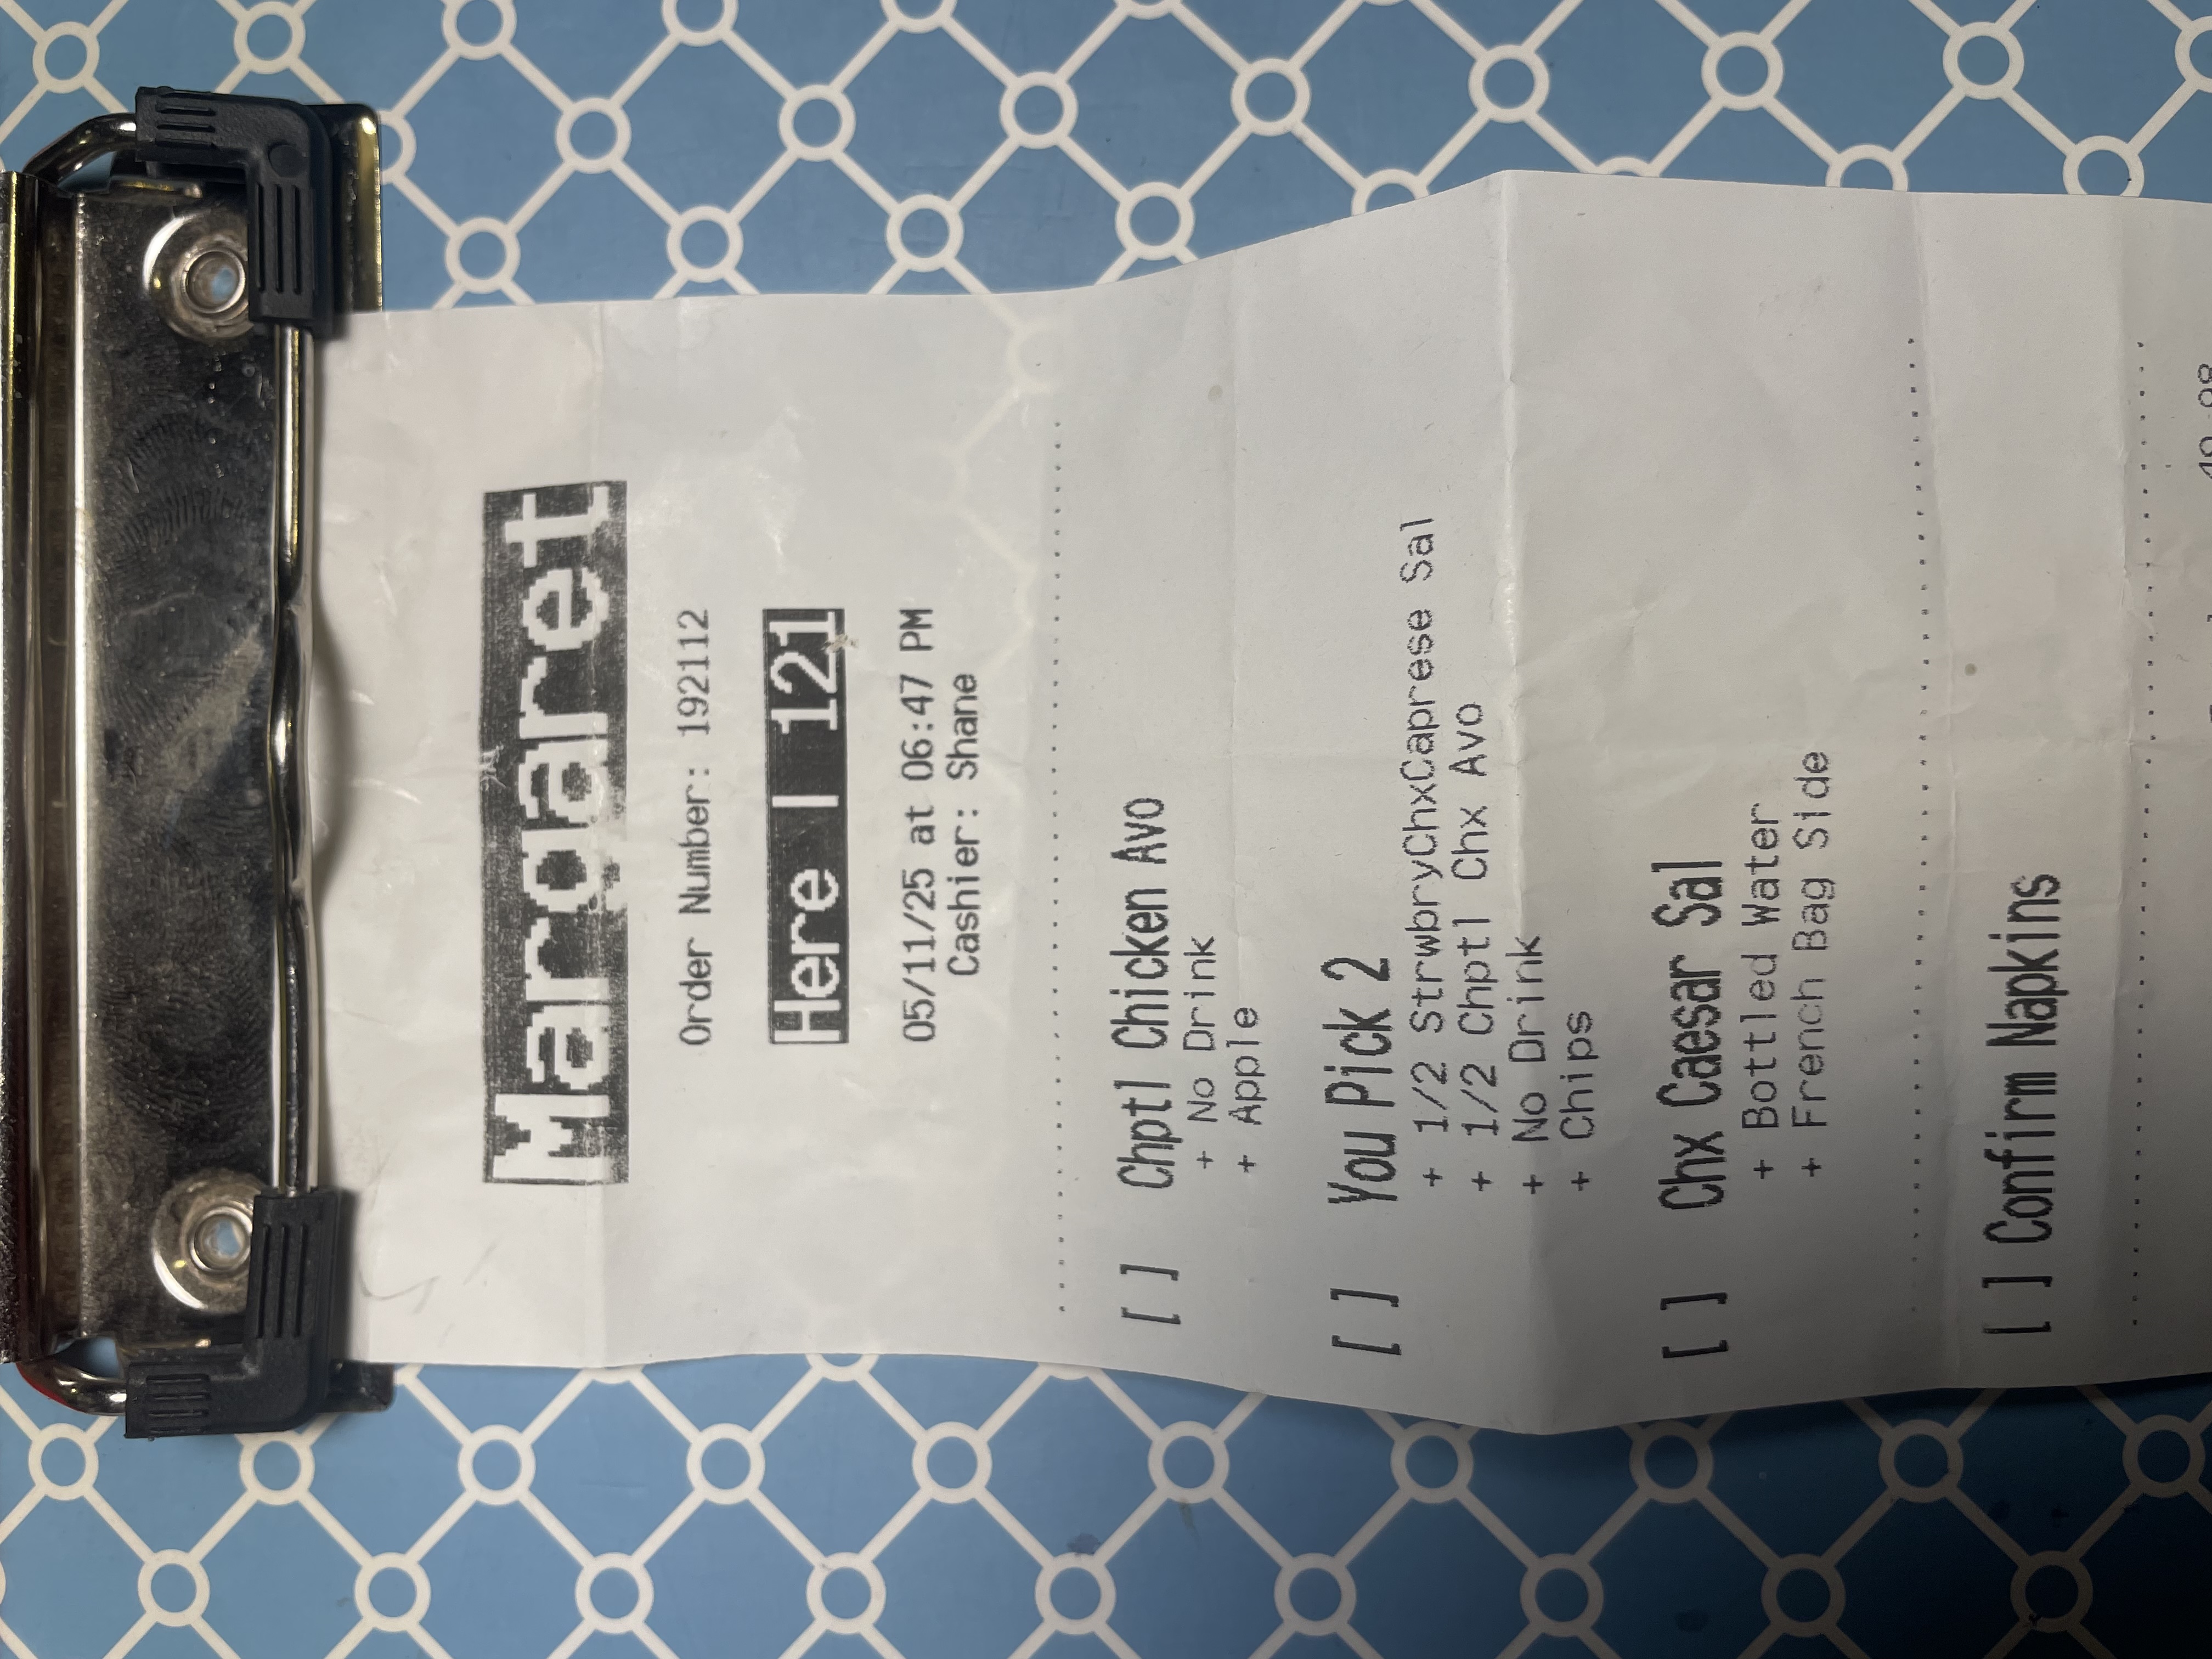 Margaret
Order Number: 192112
Here | 121
05/11/25 at 06:47 PM
Cashier: Shane
[ ] Chptl Chicken Avo
+ No Drink
+ Apple
[ ] You Pick 2
+ 1/2 StrwbryChxCaprese Sal
+ 1/2 Chptl Chx Avo
+ No Drink
+ Chips
[ ] Chx Caesar Sal
+ Bottled Water
+ French Bag Side
[ ] Confirm Napkins